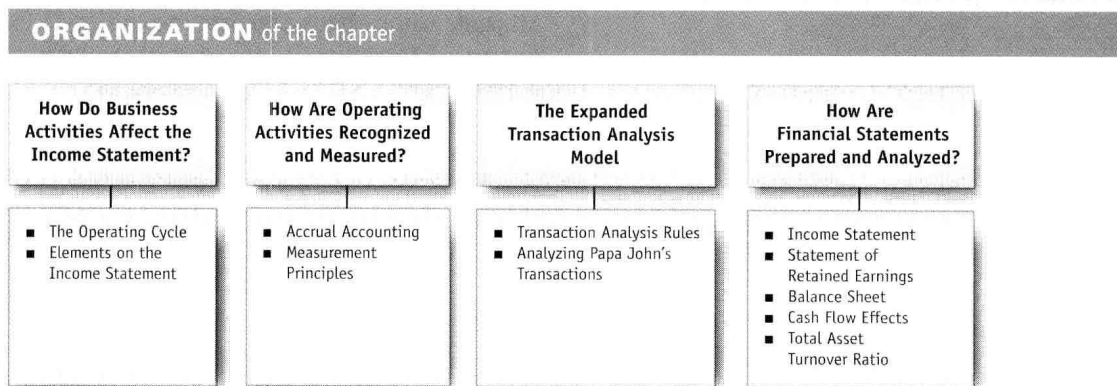 ORGANIZATION of the Chapter
How Do Business
Activities Affect the
Income Statement?
■ The Operating Cycle
■ Elements on the
Income Statement
How Are Operating
Activities Recognized
and Measured?
■ Accrual Accounting
■ Measurement
Principles
The Expanded
Transaction Analysis
Model
■ Transaction Analysis Rules
■ Analyzing Papa John's
Transactions
How Are
Financial Statements
Prepared and Analyzed?
■ Income Statement
■ Statement of
Retained Earnings
■ Balance Sheet
■ Cash Flow Effects
■ Total Asset
Turnover Ratio